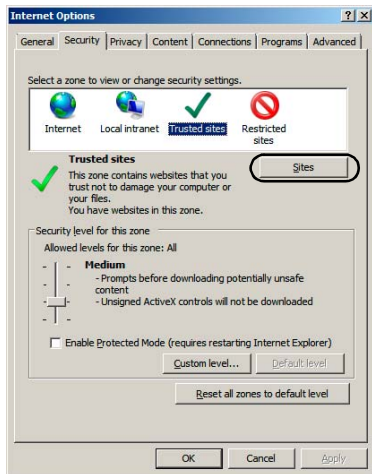 Internet Options
? X
General Security Privacy Content Connections Programs Advanced
Select a zone to view or change security settings.
Internet Local intranet Trusted sites Restricted
sites
Trusted sites
Sites
This zone contains websites that you
trust not to damage your computer or
your files.
You have websites in this zone.
Security level for this zone
Allowed levels for this zone: All
Medium
- Prompts before downloading potentially unsafe
content
- Unsigned ActiveX controls will not be downloaded
Enable Protected Mode (requires restarting Internet Explorer)
Custom level... Default level
Reset all zones to default level
OK Cancel Apply